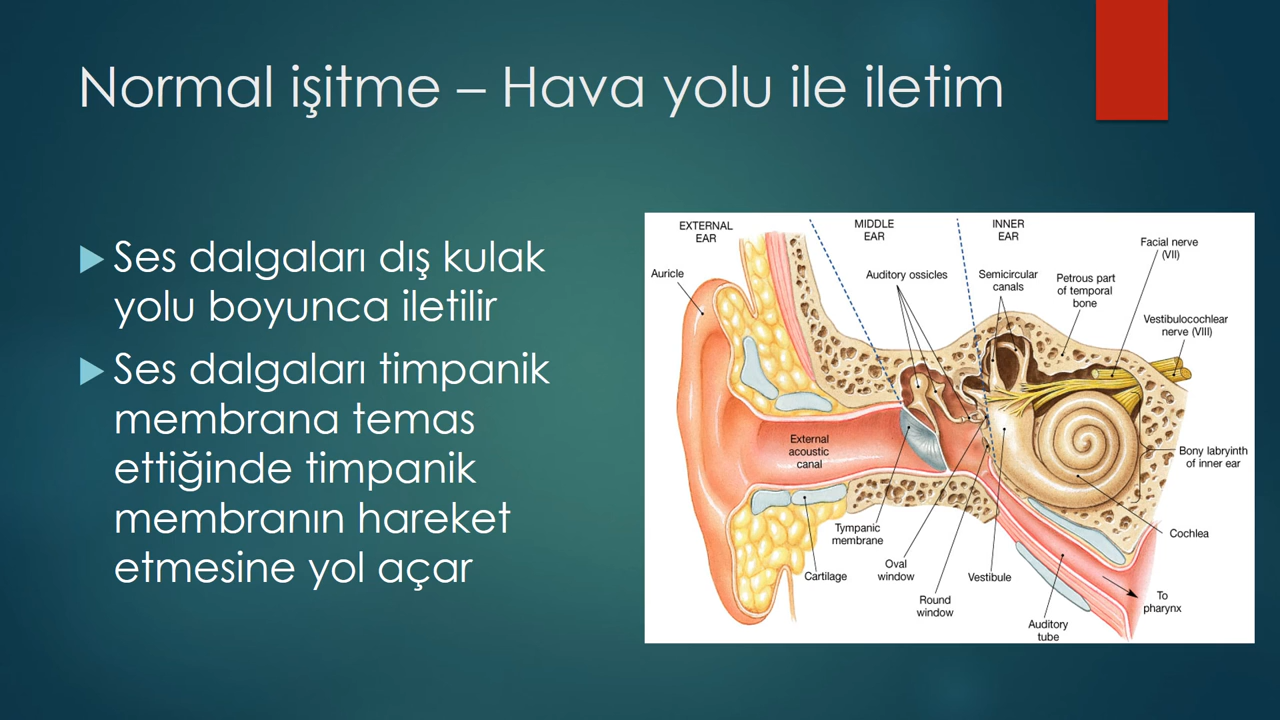 Normal işitme – Hava yolu ile iletim
Ses dalgaları dış kulak
yolu boyunca iletilir
Ses dalgaları timpanik
membrana temas
ettiğinde timpanik
membranın hareket
etmesine yol açar
EXTERNAL
EAR
MIDDLE
EAR
INNER
EAR
Auricle
Auditory ossicles
Semicircular
canals
Petrous part
of temporal
bone
Facial nerve
(VII)
Vestibulocochlear
nerve (VIII)
External
acoustic
canal
Bony labyrinth
of inner ear
Tympanic
membrane
Cartilage
Oval
window
Round
window
Vestibule
Cochlea
Auditory
tube
To
pharynx